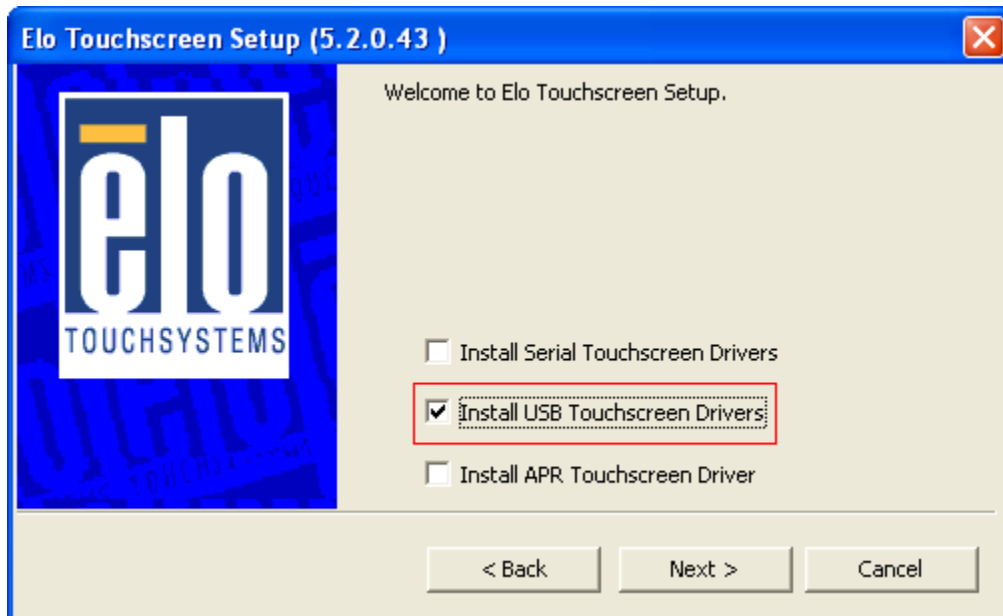 Elo Touchscreen Setup (5.2.0.43 )
Welcome to Elo Touchscreen Setup.
elo
TOUCHSYSTEMS
Install Serial Touchscreen Drivers
Install USB Touchscreen Drivers
Install APR Touchscreen Driver
< Back
Next >
Cancel